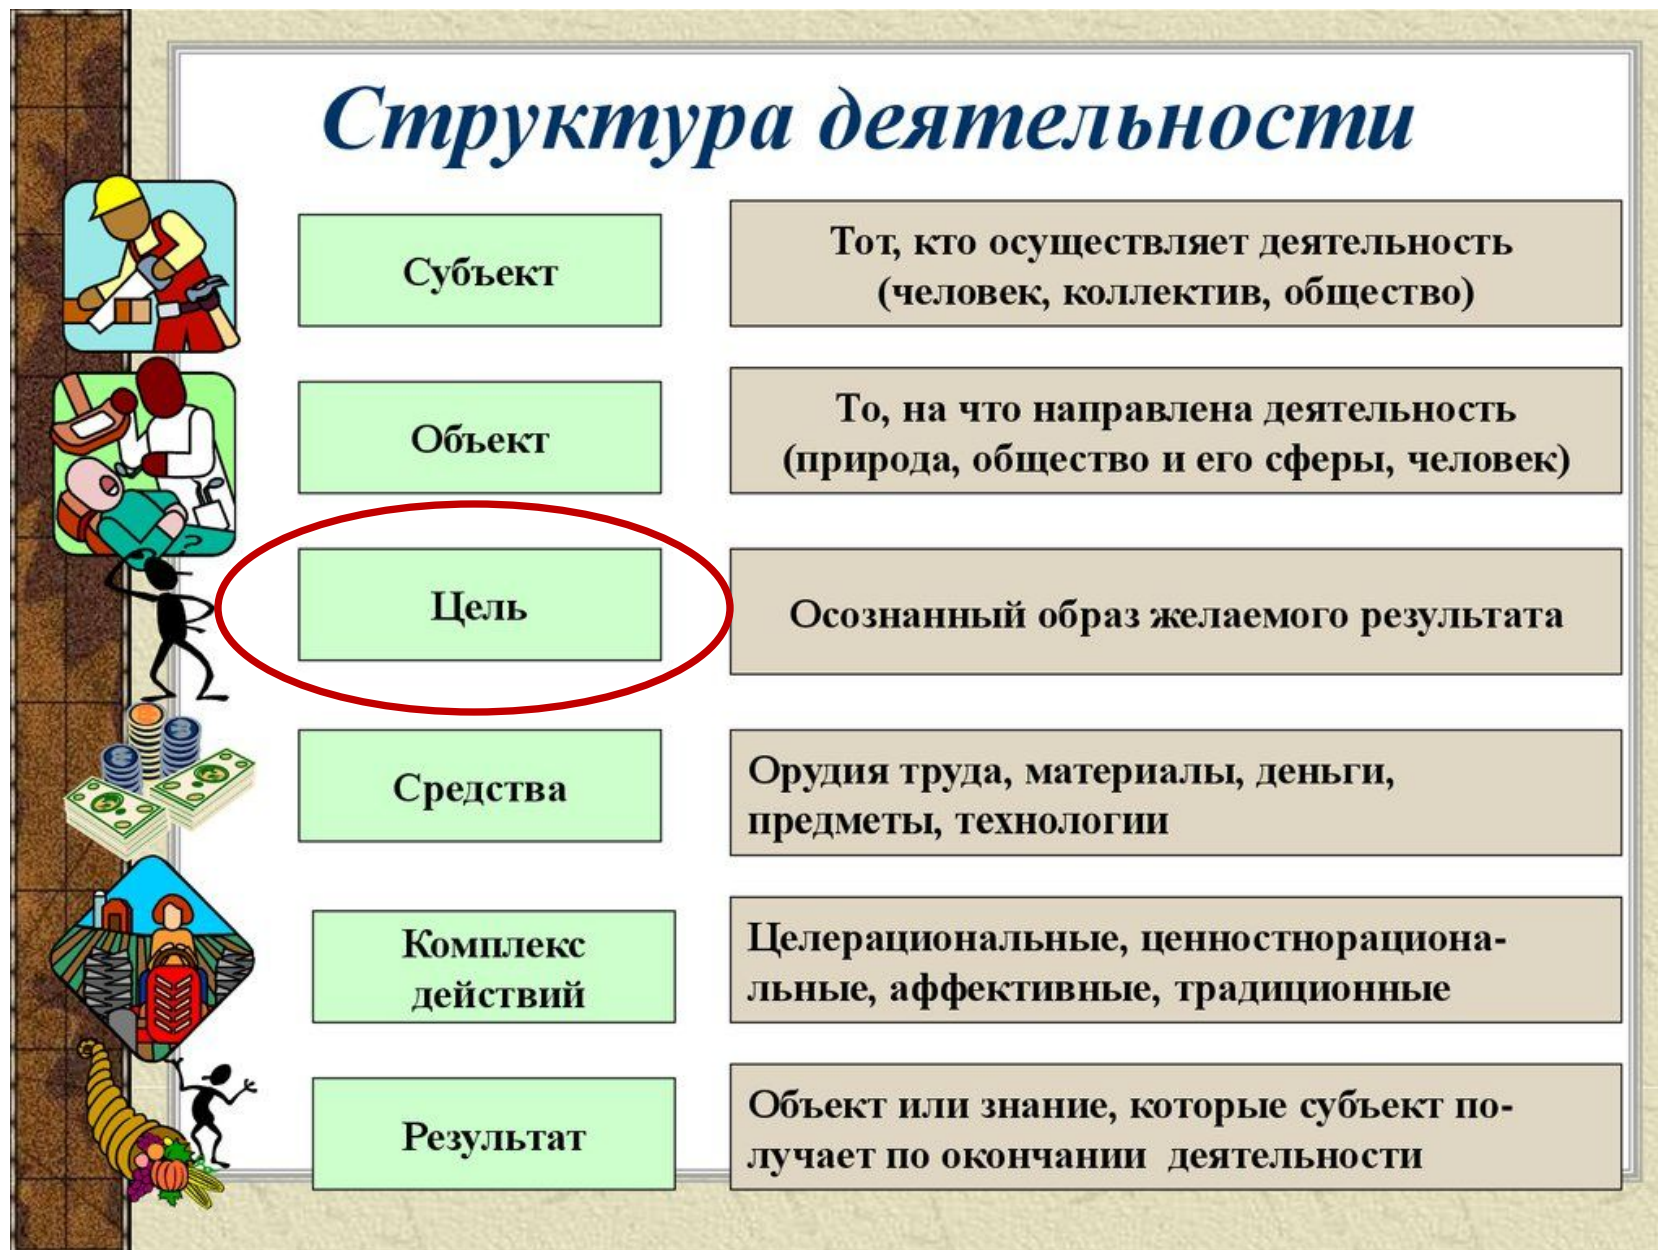 Структура деятельности
Субъект
Тот, кто осуществляет деятельность
(человек, коллектив, общество)
Объект
То, на что направлена деятельность
(природа, общество и его сферы, человек)
Цель
Осознанный образ желаемого результата
Средства
Орудия труда, материалы, деньги,
предметы, технологии
Комплекс
действий
Целерациональные, ценностнорациона-
льные, аффективные, традиционные
Результат
Объект или знание, которые субъект по-
лучает по окончании деятельности